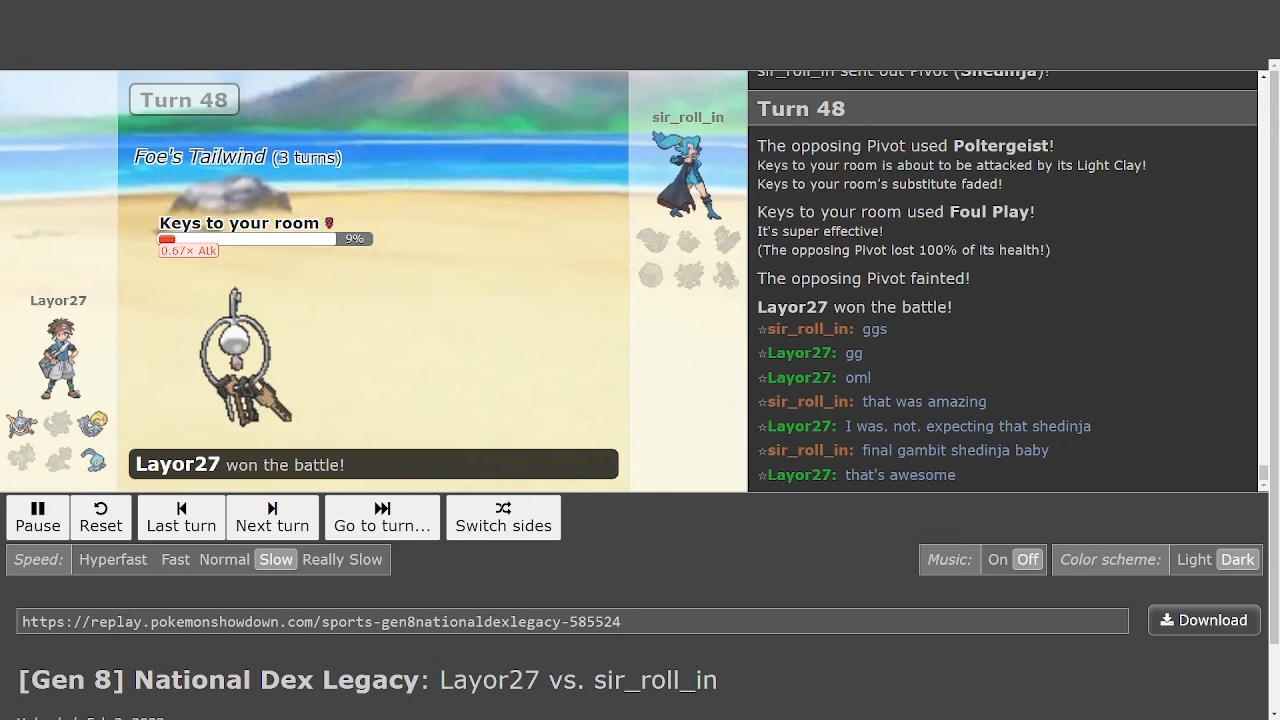 sir_roll_in sent out Pivot (Shedinja)!
Turn 48
Turn 48
sir_roll_in
The opposing Pivot used Poltergeist!
Foe's Tailwind (3 turns)
Keys to your room is about to be attacked by its Light Clay!
Keys to your room's substitute faded!
Keys to your room
9%
0.67× Atk
Keys to your room used Foul Play!
It's super effective!
(The opposing Pivot lost 100% of its health!)
The opposing Pivot fainted!
Layor27
Layor27 won the battle!
☆sir_roll_in: ggs
☆Layor27: gg
☆Layor27: oml
☆sir_roll_in: that was amazing
☆Layor27: I was. not. expecting that shedinja
☆sir_roll_in: final gambit shedinja baby
☆Layor27: that's awesome
Layor27 won the battle!
Pause Reset Last turn Next turn Go to turn... Switch sides
Speed: Hyperfast Fast Normal Slow Really Slow Music: On Off Color scheme: Light Dark
https://replay.pokemonshowdown.com/sports-gen8nationaldexlegacy-585524 Download
[Gen 8] National Dex Legacy: Layor27 vs. sir_roll_in